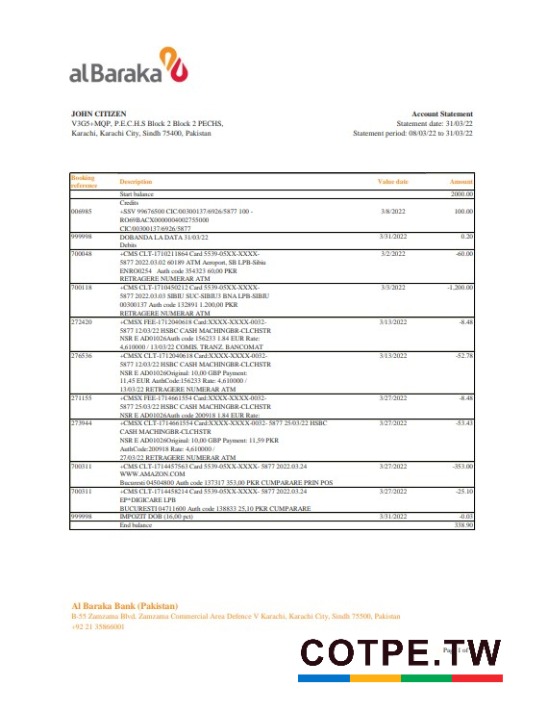 al Baraka
JOHN CITIZEN
V3G5+MQP, P.E.C.H.S Block 2 Block 2 PECHS,
Karachi, Karachi City, Sindh 75400, Pakistan
Account Statement
Statement date: 31/03/22
Statement period: 08/03/22 to 31/03/22
Booking reference Description Value date Amount
Start balance 2000.00
Credits
006985 +SSV 99676500 CIC/00300137/6926/5877 100 - 3/8/2022 100.00
RO69BACX0000004002755000
CIC/00300137/6926/5877
999998 DOBANDA LA DATA 31/03/22 3/31/2022 0.20
Debits
700048 +CMS CLT-1710211864 Card 5539-05XX-XXXX- 3/2/2022 -60.00
5877 2022.03.02 60189 ATM Aeroport, SB LPB-Sibiu
ENRO0254 Auth code 354323 60,00 PKR
RETRAGERE NUMERAR ATM
700118 +CMS CLT-1710450212 Card 5539-05XX-XXXX- 3/3/2022 -1,200.00
5877 2022.03.03 SIBIU SUC-SIBIU3 BNA LPB-SIBIU
00300137 Auth code 132891 1,200,00 PKR
RETRAGERE NUMERAR ATM
272420 +CMSX FEE-1712040618 Card:XXXX-XXXX-0032- 3/13/2022 -8.48
5877 12/03/22 HSBC CASH MACHINGBR-CLCHSTR
NSR E AD01026Auth code 156233 1.84 EUR Rate:
4,610000 / 13/03/22 COMIS. TRANZ. BANCOMAT
276536 +CMSX CLT-1712040618 Card:XXXX-XXXX-0032- 3/13/2022 -52.78
5877 12/03/22 HSBC CASH MACHINGBR-CLCHSTR
NSR E AD01026Original: 10,00 GBP Payment:
11,45 EUR AuthCode:156233 Rate: 4,610000 /
13/03/22 RETRAGERE NUMERAR ATM
271155 +CMSX FEE-1714661554 Card:XXXX-XXXX-0032- 3/27/2022 -8.48
5877 25/03/22 HSBC CASH MACHINGBR-CLCHSTR
NSR E AD01026Auth code 200918 1.84 EUR Rate:
273944 +CMSX CLT-1714661554 Card:XXXX-XXXX-0032- 5877 25/03/22 HSBC 3/27/2022 -53.43
CASH MACHINGBR-CLCHSTR
NSR E AD01026Original: 10,00 GBP Payment: 11,59 PKR
AuthCode:200918 Rate: 4,610000 /
27/03/22 RETRAGERE NUMERAR ATM
700311 +CMS CLT-1714457563 Card 5539-05XX-XXXX- 5877 2022.03.24 3/27/2022 -353.00
WWW.AMAZON.COM
Bucuresti 04504800 Auth code 137317 353,00 PKR CUMPARARE PRIN POS
700311 +CMS CLT-1714458214 Card 5539-05XX-XXXX- 5877 2022.03.24 3/27/2022 -25.10
EP*DIGICARE LPB
BUCURESTI 04711600 Auth code 138833 25,10 PKR CUMPARARE
999998 IMPOZIT DOB (16,00 pct) 3/31/2022 -0.03
End balance 338.90
Al Baraka Bank (Pakistan)
B-55 Zamzama Blvd. Zamzama Commercial Area Defence V Karachi, Karachi City, Sindh 75500, Pakistan
+92 21 35866001
COTPE.TW